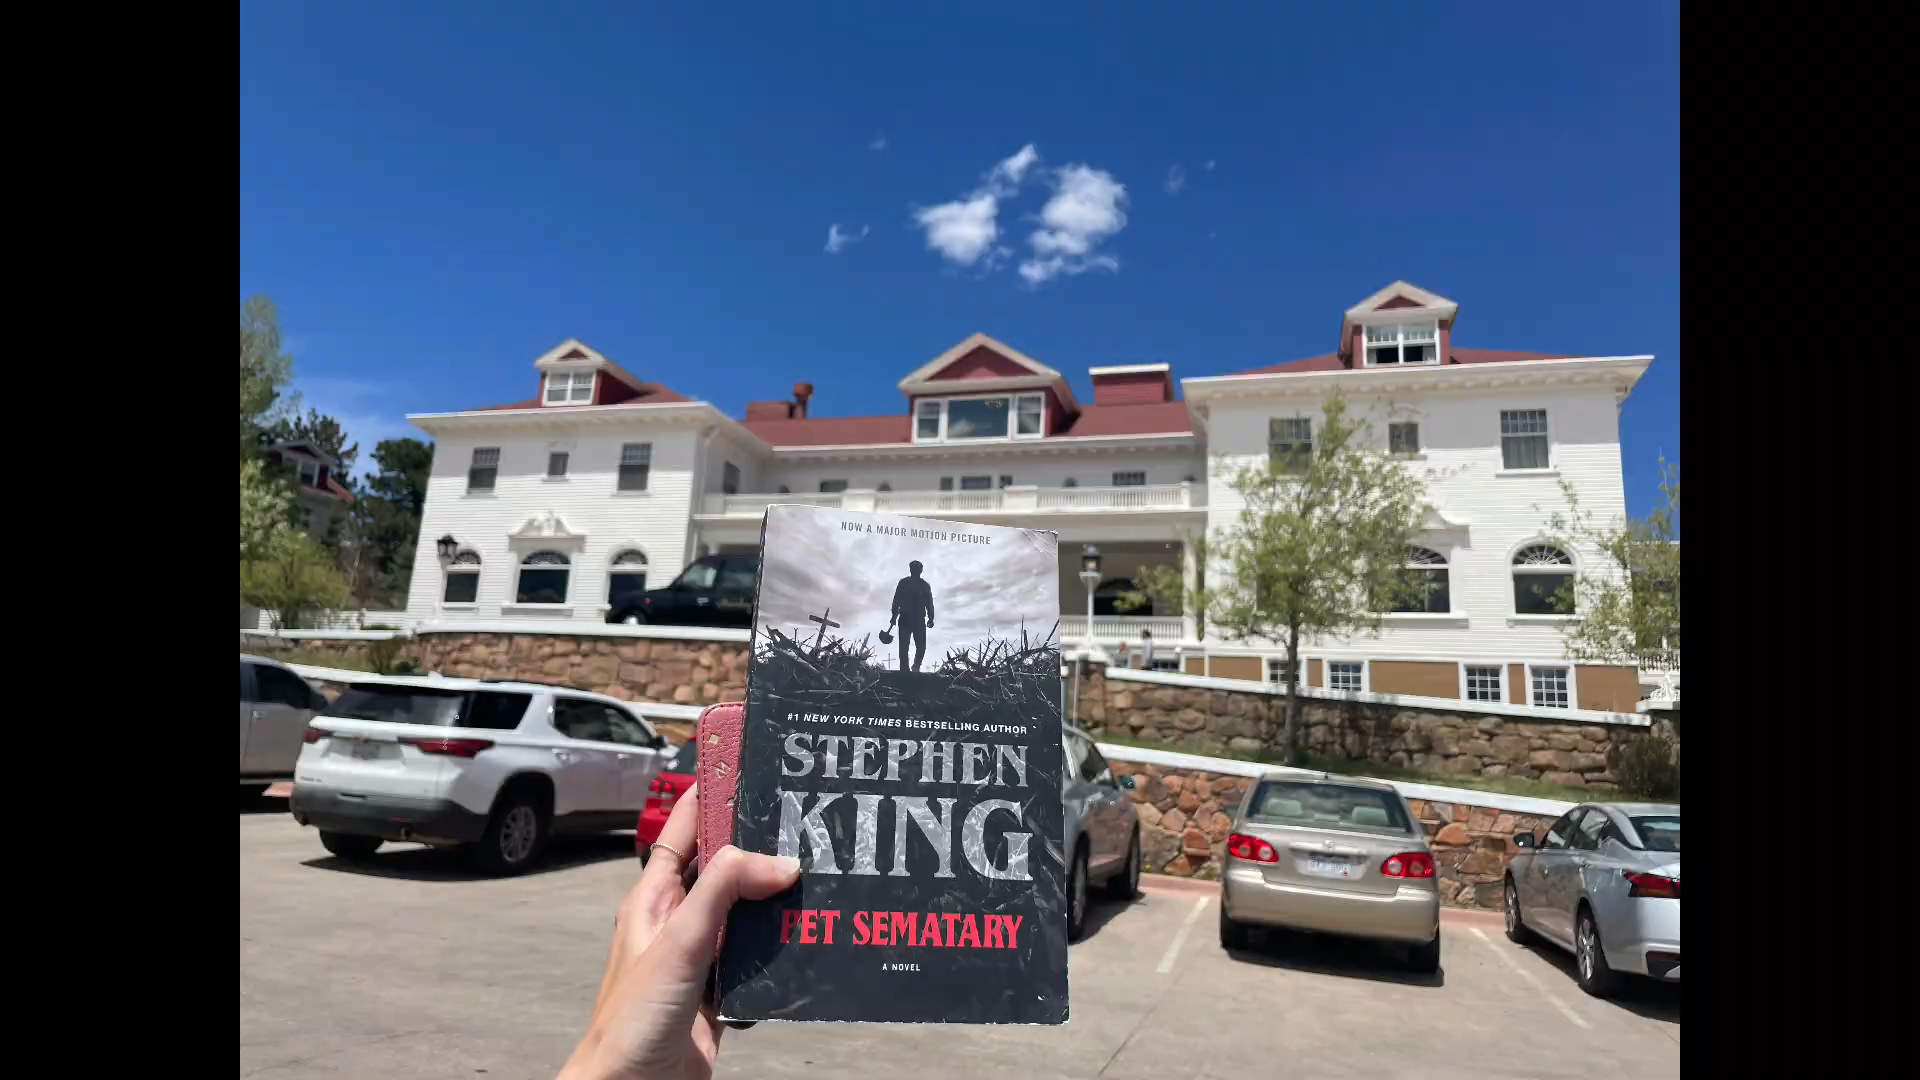 NOW A MAJOR MOTION PICTURE
#1 NEW YORK TIMES BESTSELLING AUTHOR
STEPHEN
KING
PET SEMATARY
A NOVEL